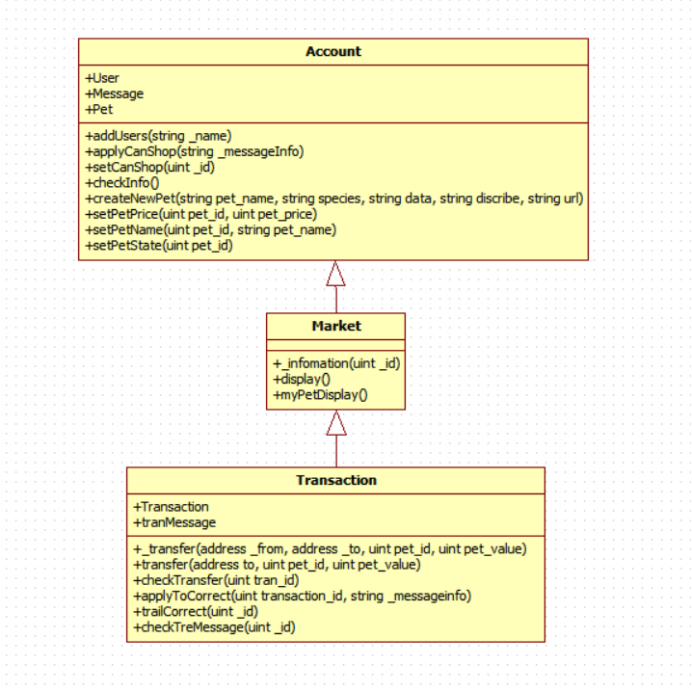 Account
+User
+Message
+Pet
+addUsers(string _name)
+applyCanShop(string _messageInfo)
+setCanShop(uint _id)
+checkInfo()
+createNewPet(string pet_name, string species, string data, string discribe, string url)
+setPetPrice(uint pet_id, uint pet_price)
+setPetName(uint pet_id, string pet_name)
+setPetState(uint pet_id)
Market
+_infomation(uint _id)
+display()
+myPetDisplay()
Transaction
+Transaction
+tranMessage
+_transfer(address _from, address _to, uint pet_id, uint pet_value)
+transfer(address to, uint pet_id, uint pet_value)
+checkTransfer(uint tran_id)
+applyToCorrect(uint transaction_id, string _messageinfo)
+trailCorrect(uint _id)
+checkTreMessage(uint _id)